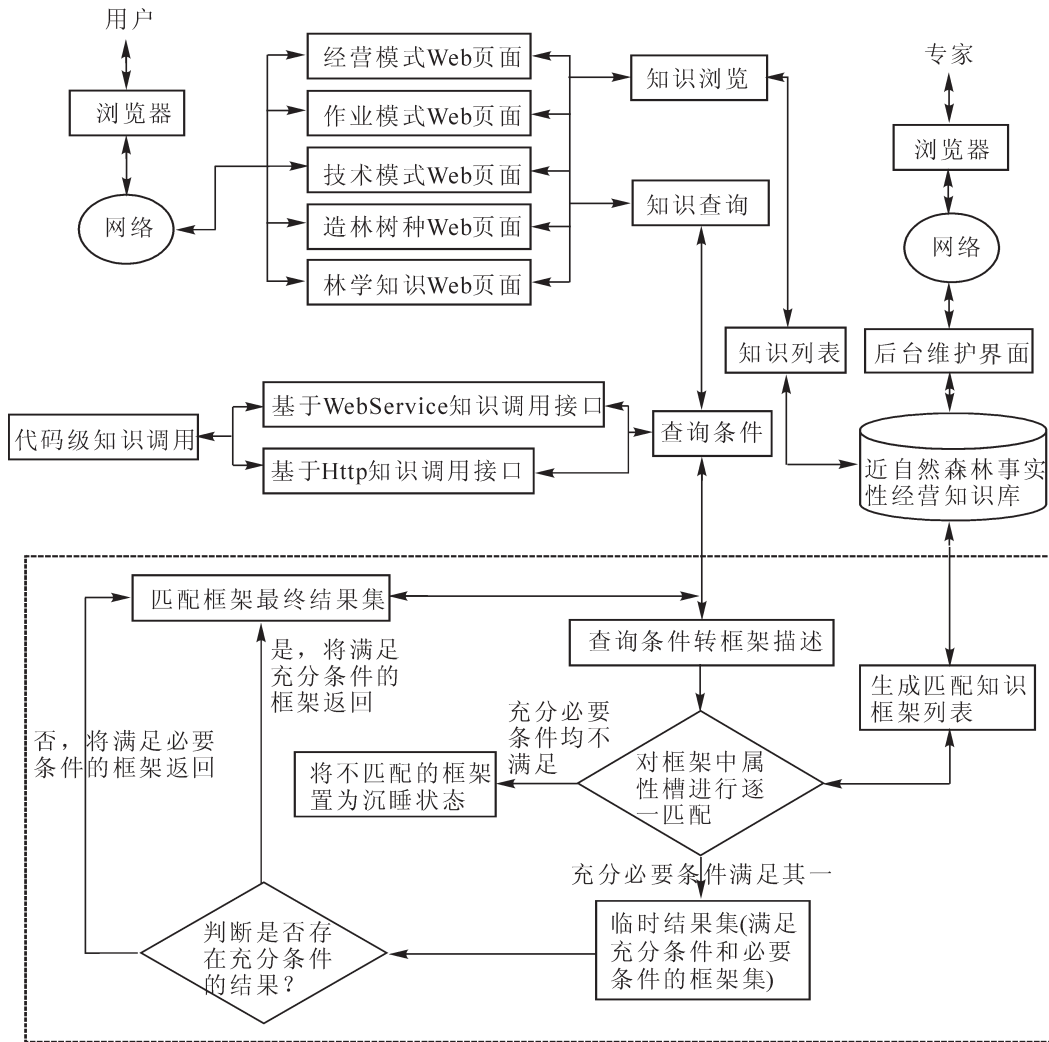 用户
浏览器
网络
经营模式Web页面
作业模式Web页面
技术模式Web页面
造林树种Web页面
林学知识Web页面
知识浏览
知识查询
专家
浏览器
网络
后台维护界面
知识列表
近自然森林事实
性经营知识库
代码级知识调用
基于WebService知识调用接口
基于Http知识调用接口
查询条件
匹配框架最终结果集
查询条件转框架描述
生成匹配知识
框架列表
是，将满足
充分条件的
框架返回
否，将满足必要
条件的框架返回
充分必要
条件均不
满足
将不匹配的框架
置为沉睡状态
对框架中属
性槽进行逐
一匹配
充分必要条件满足其一
临时结果集(满足
充分条件和必要
条件的框架集)
判断是否存
在充分条件
的结果？